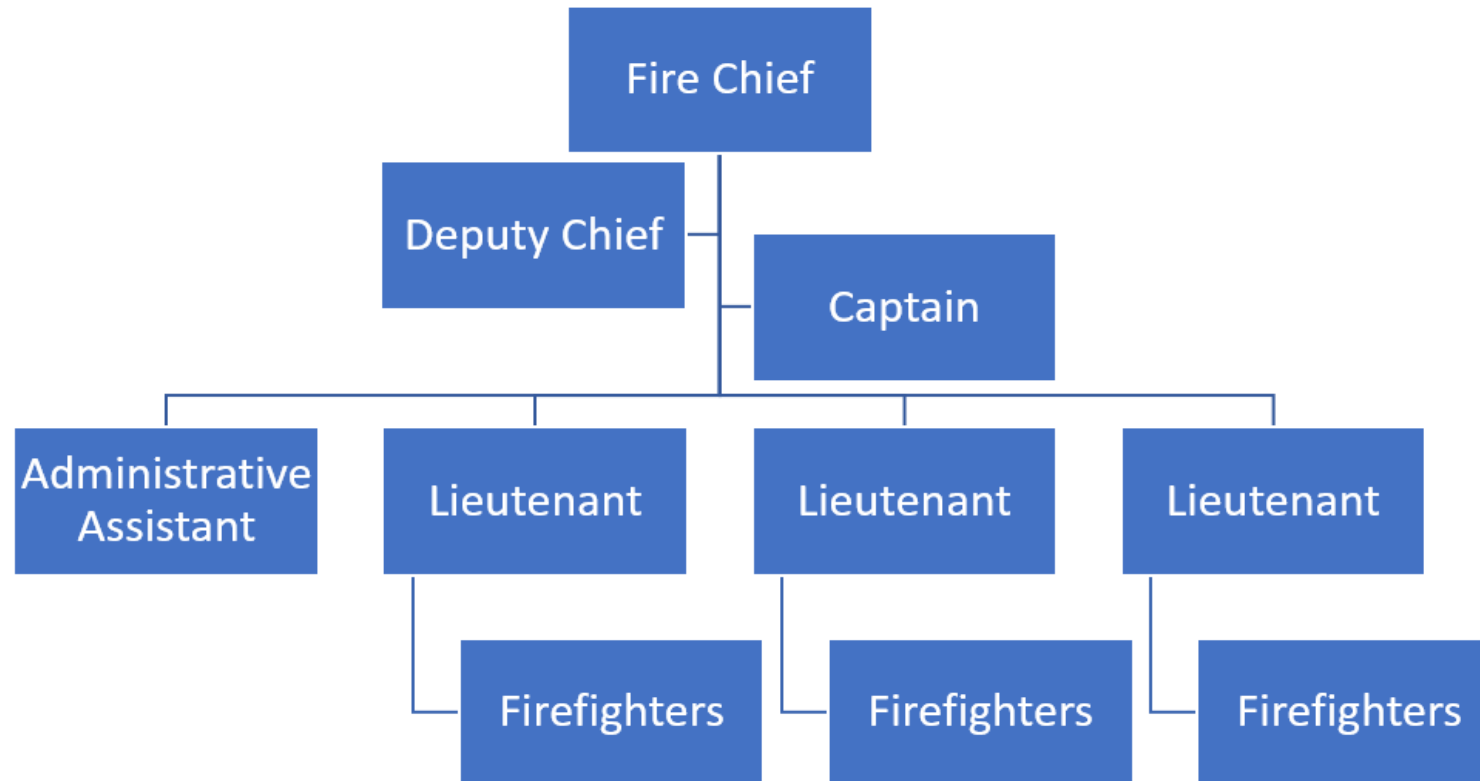 Fire Chief
Deputy Chief
Captain
Administrative
Assistant
Lieutenant
Lieutenant
Lieutenant
Firefighters
Firefighters
Firefighters